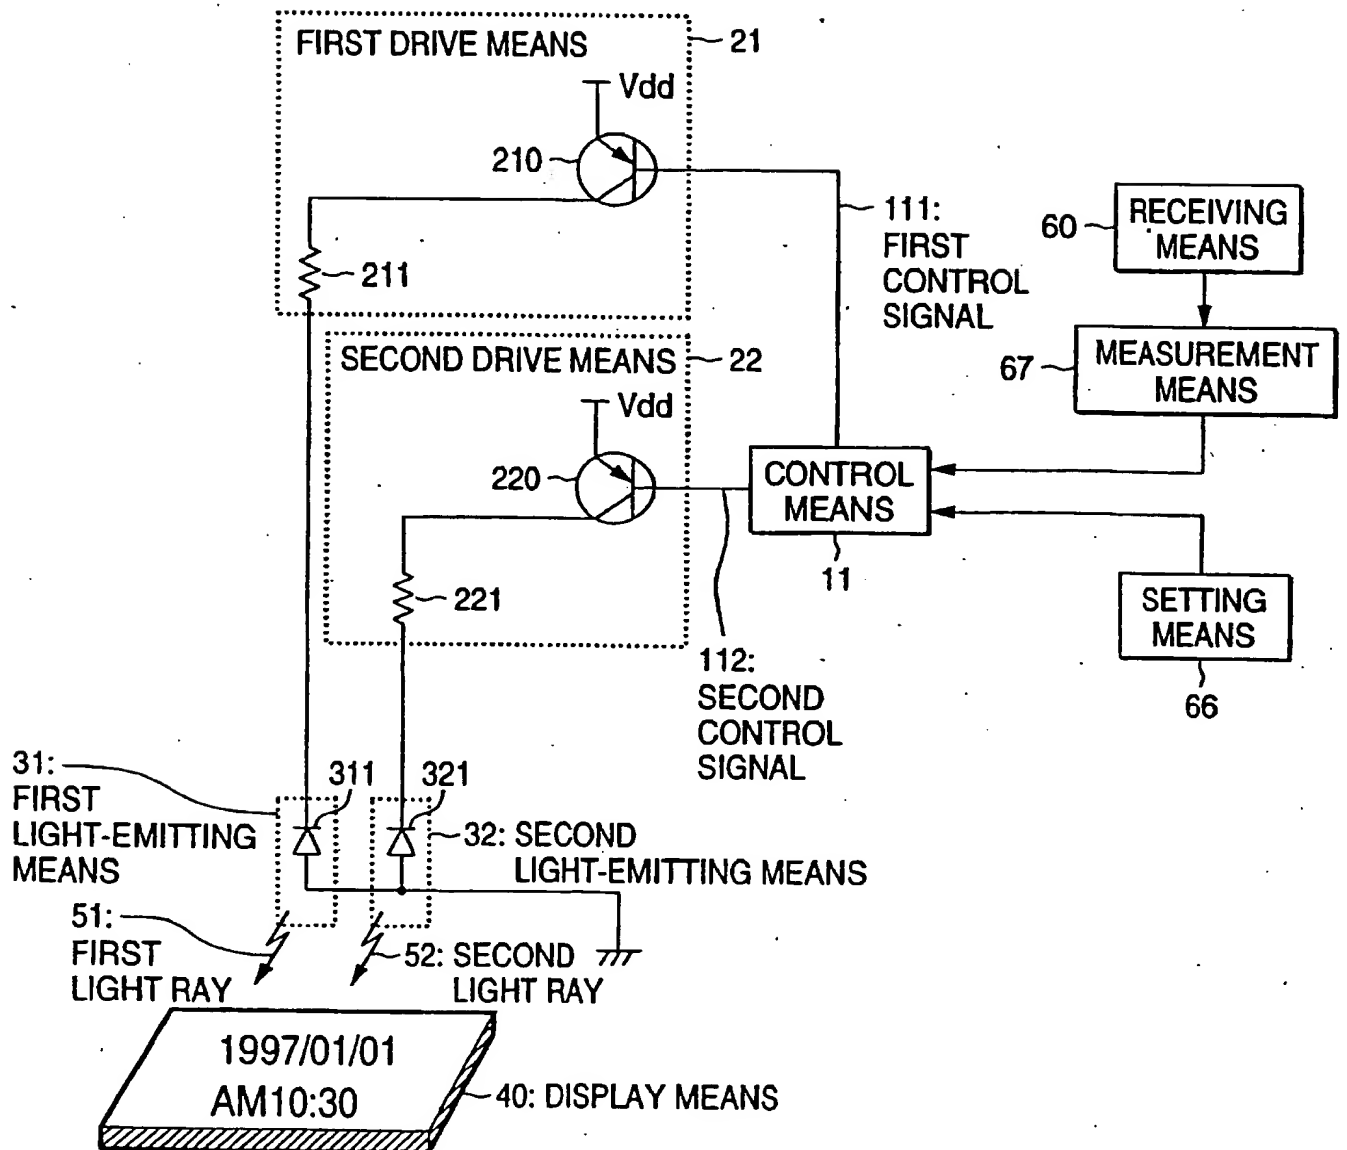 FIRST DRIVE MEANS
21
Vdd
210
211
111:
FIRST
CONTROL
SIGNAL
60
RECEIVING
MEANS
67
MEASUREMENT
MEANS
SECOND DRIVE MEANS
22
Vdd
220
221
CONTROL
MEANS
11
112:
SECOND
CONTROL
SIGNAL
SETTING
MEANS
66
31:
FIRST
LIGHT-EMITTING
MEANS
311
321
32: SECOND
LIGHT-EMITTING MEANS
51:
FIRST
LIGHT RAY
52: SECOND
LIGHT RAY
1997/01/01
AM10:30
40: DISPLAY MEANS